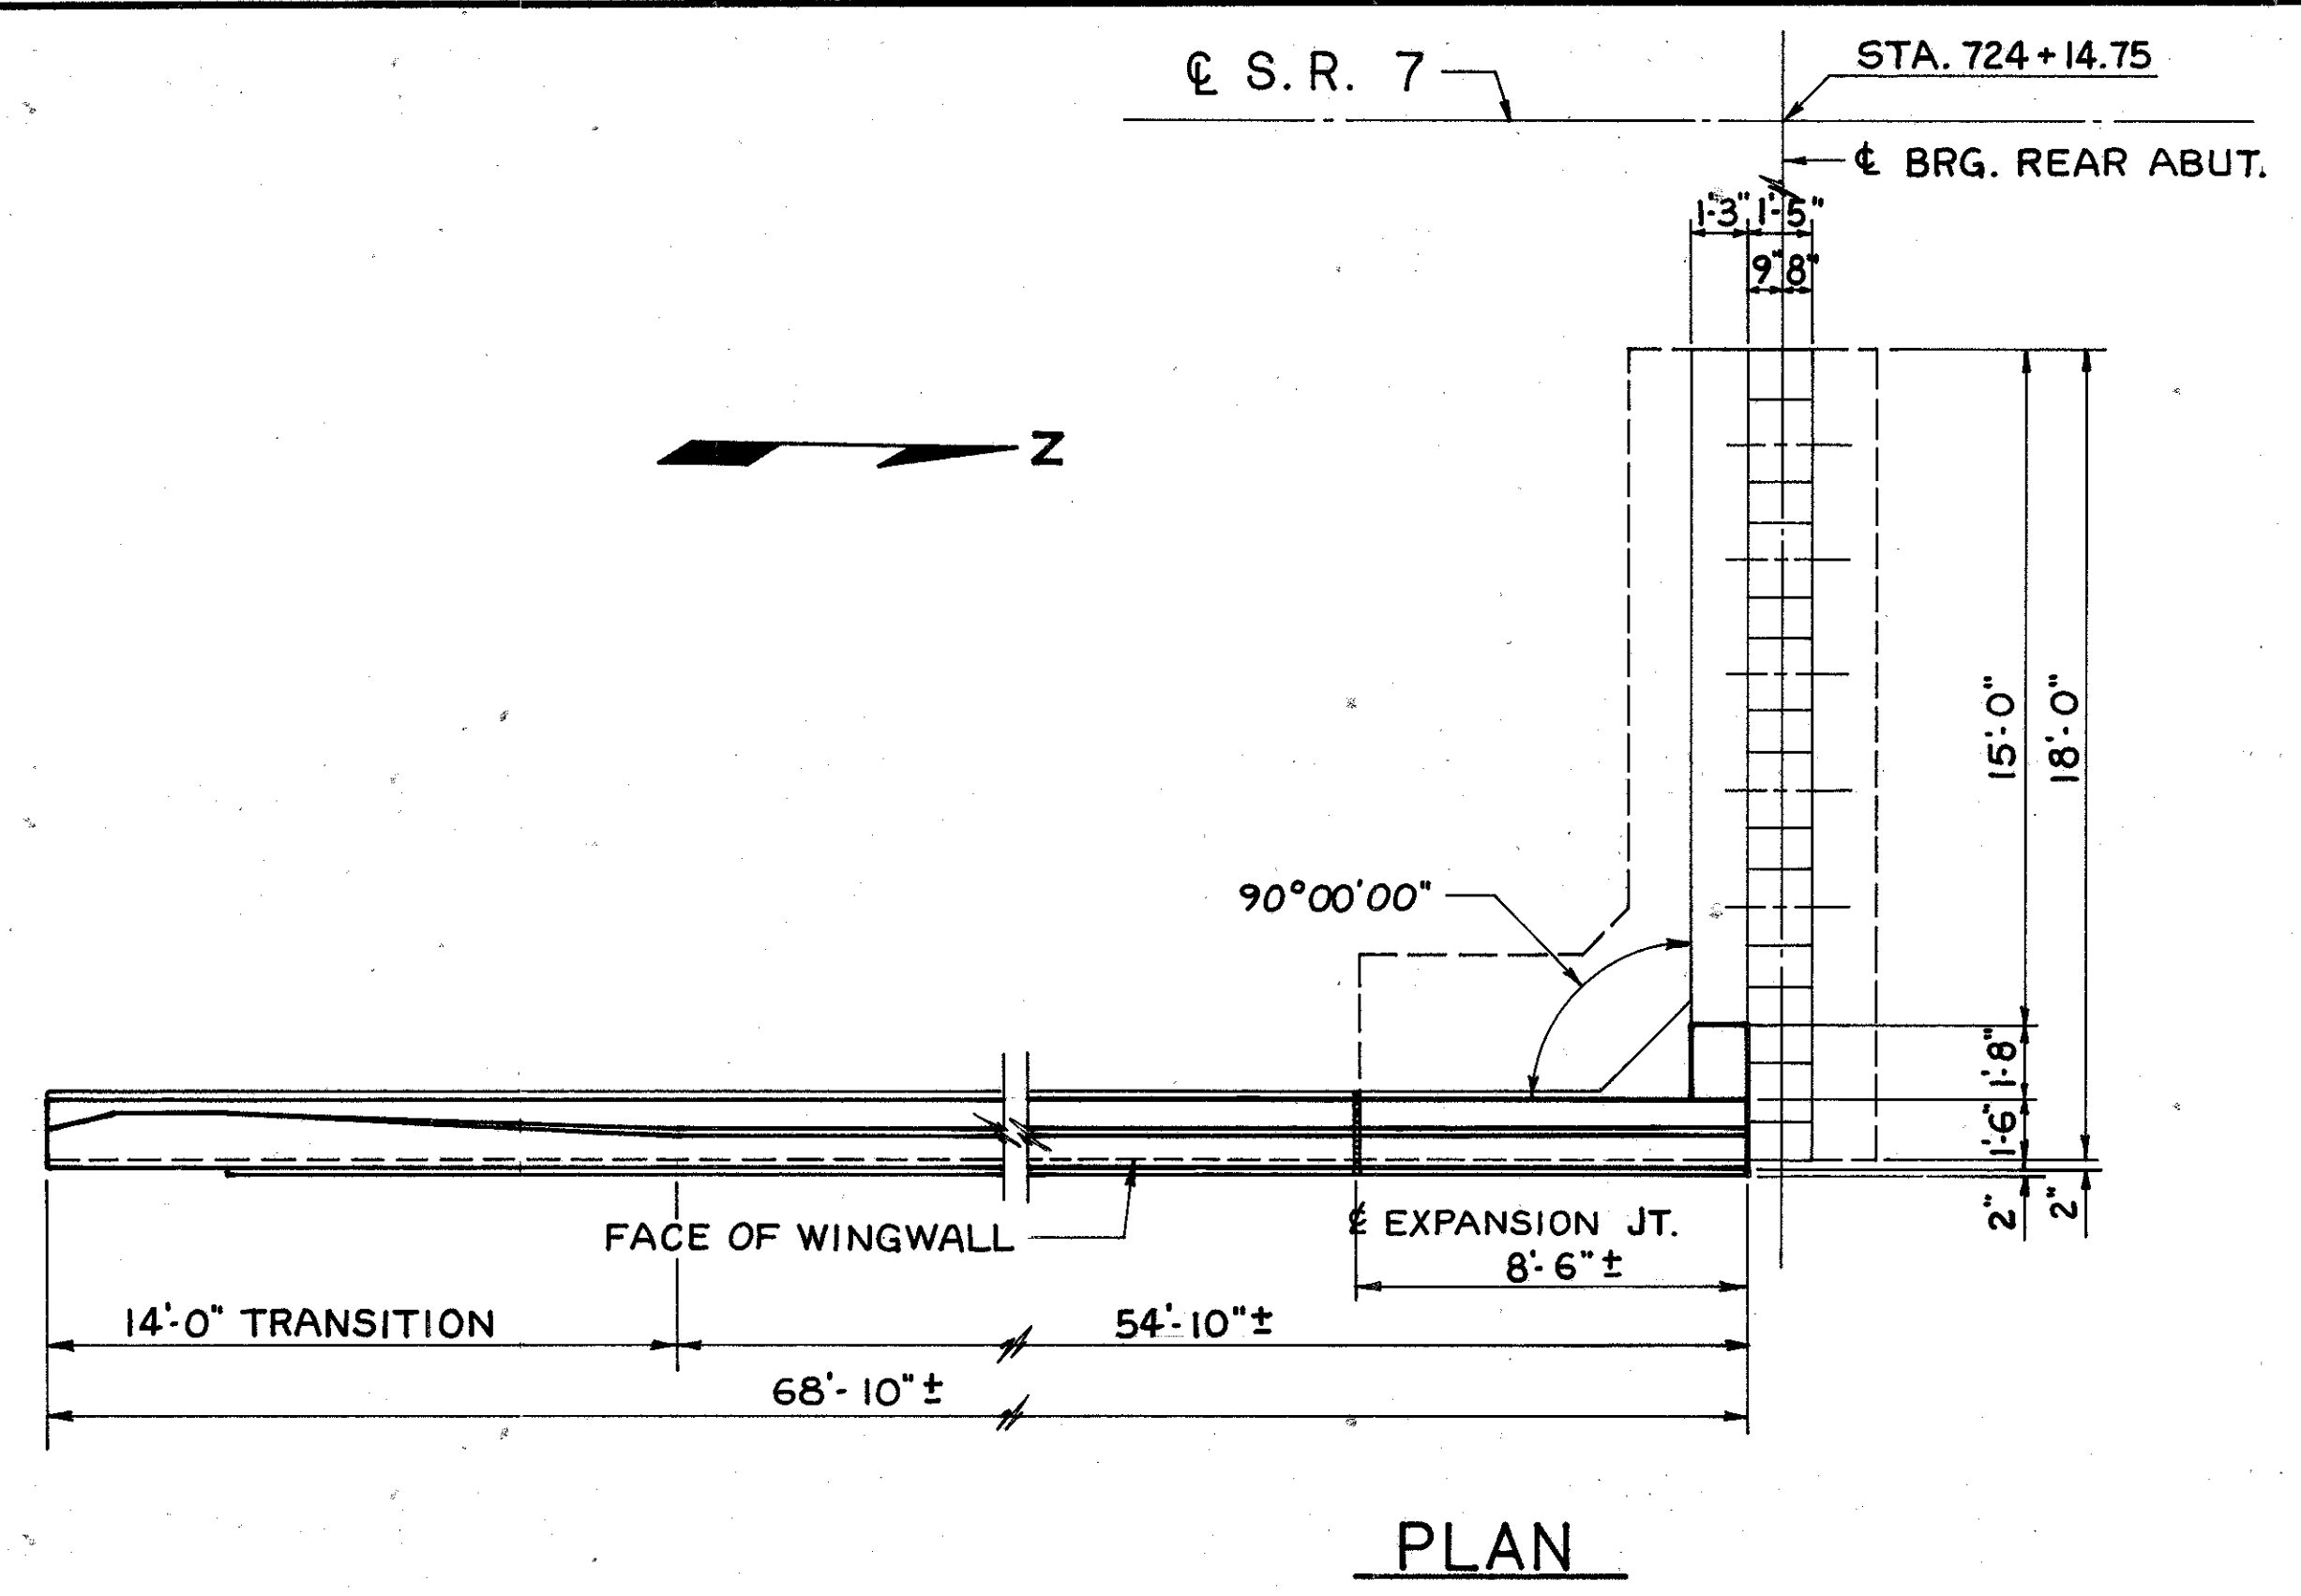 ℄ S. R. 7
STA. 724+14.75
℄ BRG. REAR ABUT.
1'-3" 1'-5"
9" 8"
N
15'-0"
18'-0"
90°00'00"
1'-8"
1'-6"
2"
2"
FACE OF WINGWALL
℄ EXPANSION JT.
8'-6"±
14'-0" TRANSITION
54'-10"±
68'-10"±
PLAN